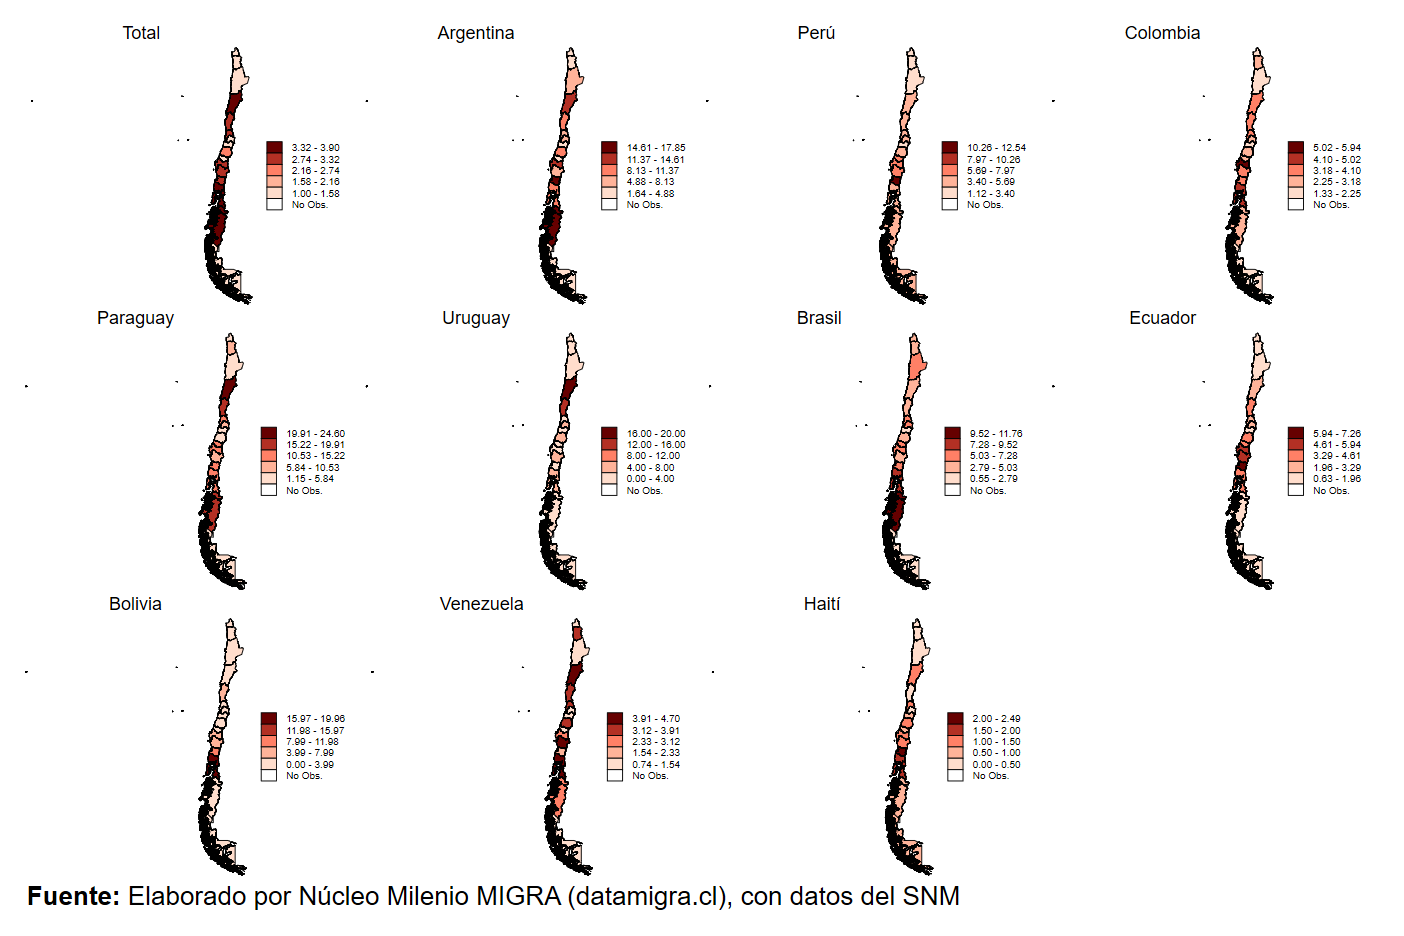 Total
3.32 - 3.90
2.74 - 3.32
2.16 - 2.74
1.58 - 2.16
1.00 - 1.58
No Obs.
Argentina
14.61 - 17.85
11.37 - 14.61
8.13 - 11.37
4.88 - 8.13
1.64 - 4.88
No Obs.
Perú
10.26 - 12.54
7.97 - 10.26
5.69 - 7.97
3.40 - 5.69
1.12 - 3.40
No Obs.
Colombia
5.02 - 5.94
4.10 - 5.02
3.18 - 4.10
2.25 - 3.18
1.33 - 2.25
No Obs.
Paraguay
19.91 - 24.60
15.22 - 19.91
10.53 - 15.22
5.84 - 10.53
1.15 - 5.84
No Obs.
Uruguay
16.00 - 20.00
12.00 - 16.00
8.00 - 12.00
4.00 - 8.00
0.00 - 4.00
No Obs.
Brasil
9.52 - 11.76
7.28 - 9.52
5.03 - 7.28
2.79 - 5.03
0.55 - 2.79
No Obs.
Ecuador
5.94 - 7.26
4.61 - 5.94
3.29 - 4.61
1.96 - 3.29
0.63 - 1.96
No Obs.
Bolivia
15.97 - 19.96
11.98 - 15.97
7.99 - 11.98
3.99 - 7.99
0.00 - 3.99
No Obs.
Venezuela
3.91 - 4.70
3.12 - 3.91
2.33 - 3.12
1.54 - 2.33
0.74 - 1.54
No Obs.
Haití
2.00 - 2.49
1.50 - 2.00
1.00 - 1.50
0.50 - 1.00
0.00 - 0.50
No Obs.
Fuente: Elaborado por Núcleo Milenio MIGRA (datamigra.cl), con datos del SNM